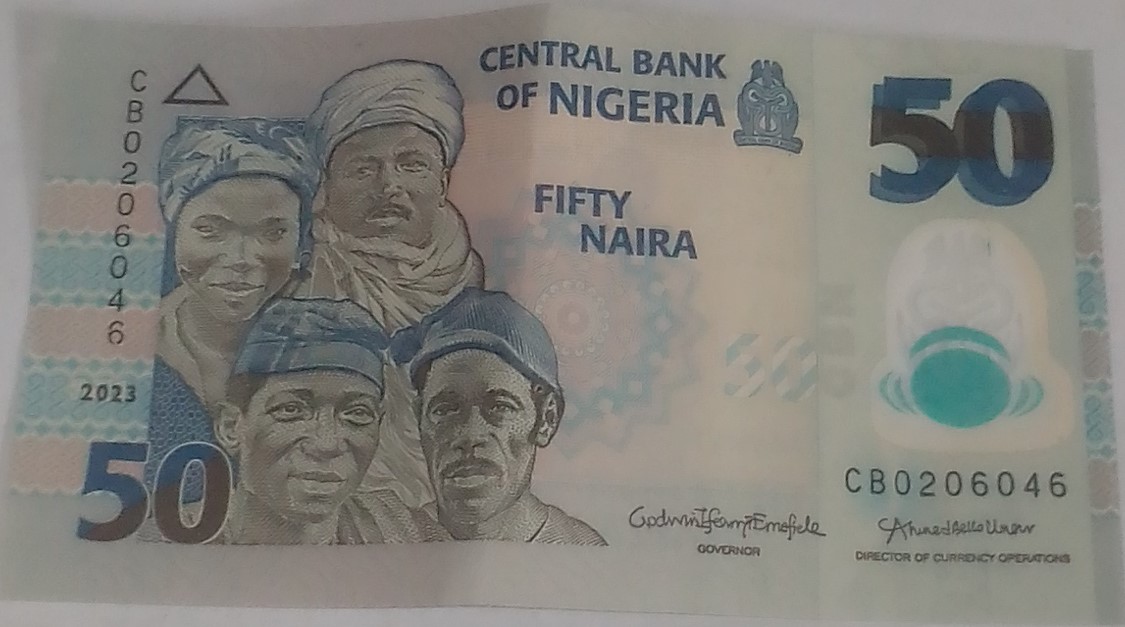 CENTRAL BANK
OF NIGERIA
50
FIFTY
NAIRA
CB0206046
2023
50
CB0206046
GodwinIfeanyiEmefiele
AhmedBelloUmar
GOVERNOR
DIRECTOR OF CURRENCY OPERATIONS